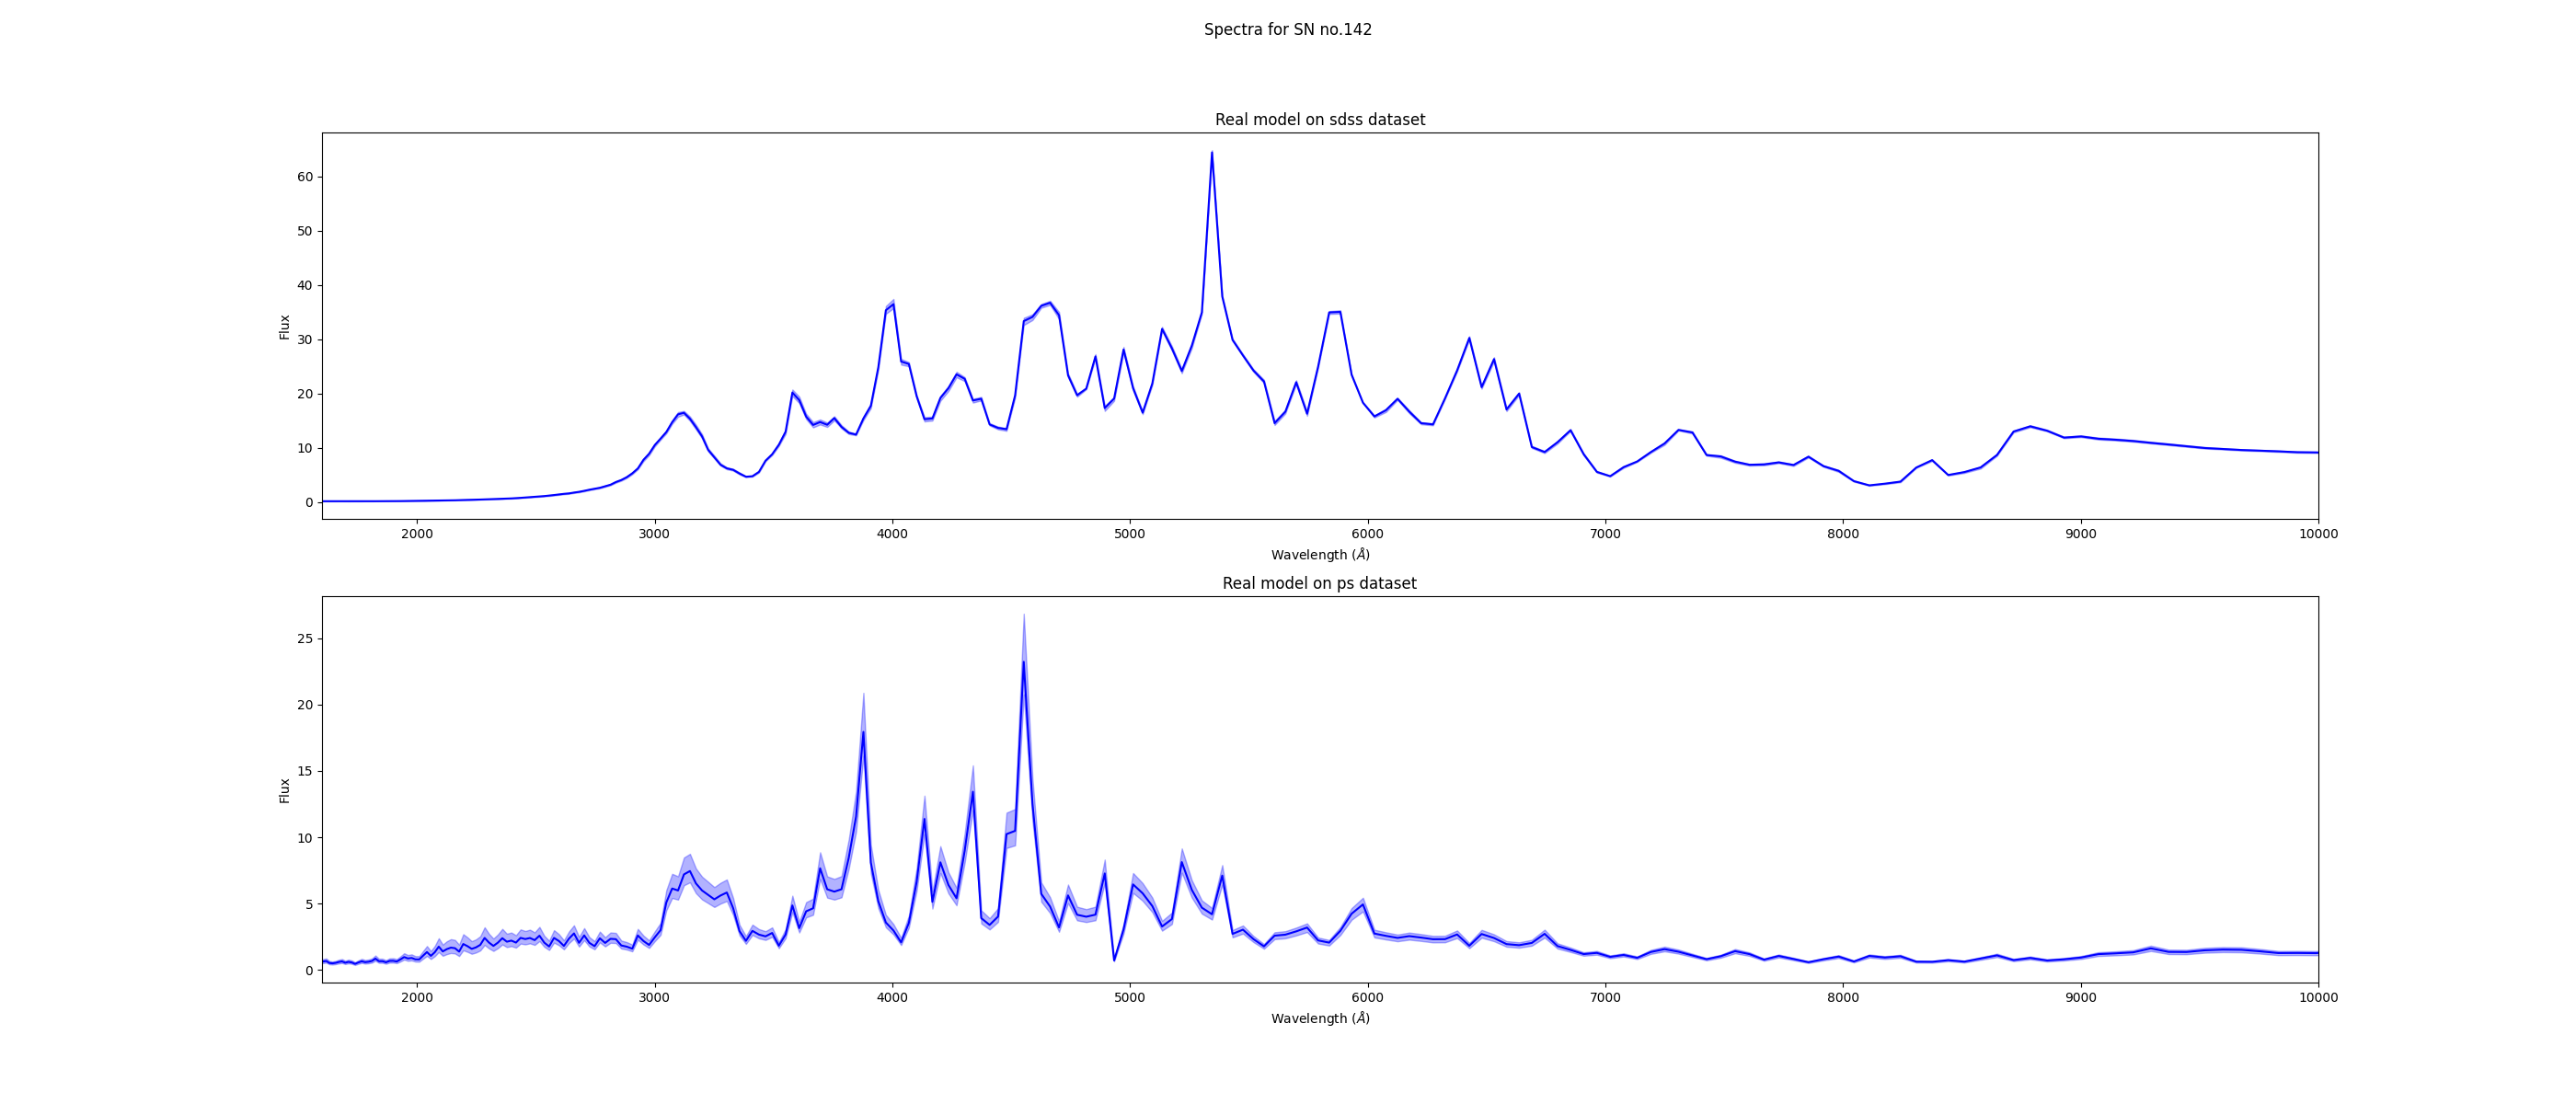 Spectra for SN no.142
Real model on sdss dataset
60
50
40
30
20
10
0
Flux
2000 3000 4000 5000 6000 7000 8000 9000 10000
Wavelength (Å)
Real model on ps dataset
25
20
15
10
5
0
Flux
2000 3000 4000 5000 6000 7000 8000 9000 10000
Wavelength (Å)